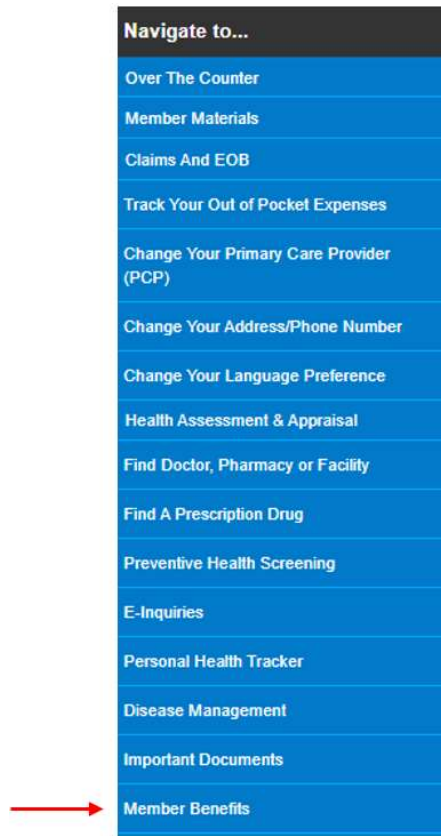 Navigate to...
Over The Counter
Member Materials
Claims And EOB
Track Your Out of Pocket Expenses
Change Your Primary Care Provider
(PCP)
Change Your Address/Phone Number
Change Your Language Preference
Health Assessment & Appraisal
Find Doctor, Pharmacy or Facility
Find A Prescription Drug
Preventive Health Screening
E-Inquiries
Personal Health Tracker
Disease Management
Important Documents
Member Benefits